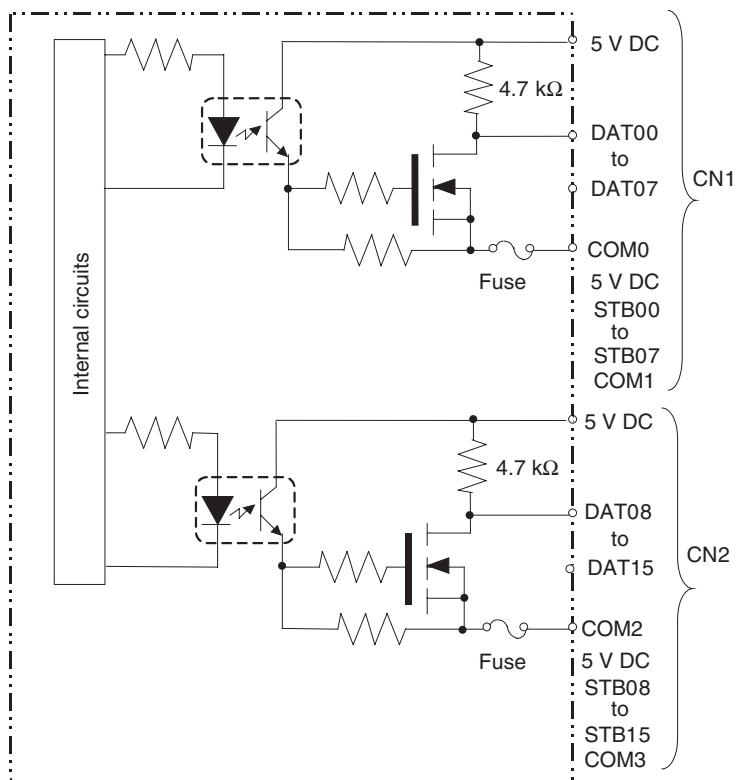 5 V DC
4.7 kΩ
DAT00
to
DAT07
CN1
COM0
Fuse
5 V DC
STB00
to
STB07
COM1
Internal circuits
5 V DC
4.7 kΩ
DAT08
to
DAT15
CN2
COM2
Fuse
5 V DC
STB08
to
STB15
COM3